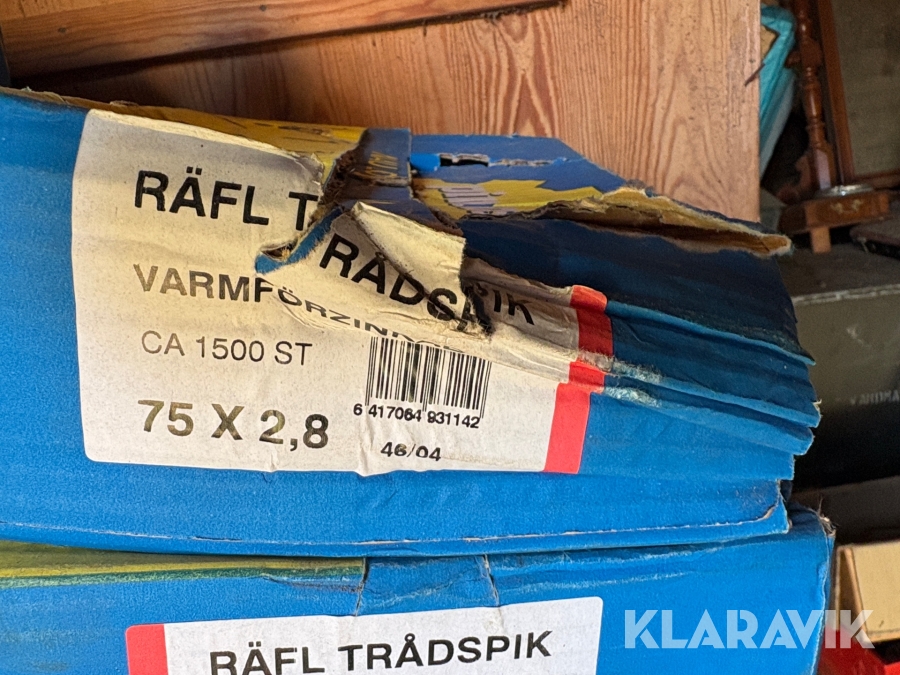 RÄFL TRÅDSPIK
VARMFÖRZIN
CA 1500 ST
75 X 2,8
6 417064 931142
46/04
RÄFL TRÅDSPIK
KLARAVIK